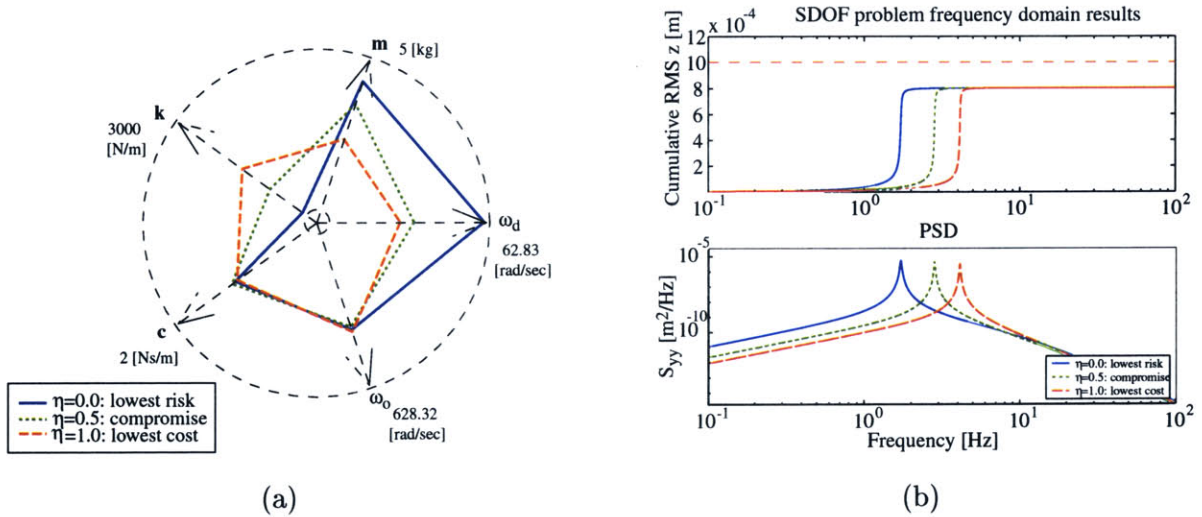 m
5 [kg]
k
3000
[N/m]
ω_d
62.83
[rad/sec]
c
2 [Ns/m]
ω_o
628.32
[rad/sec]
η=0.0: lowest risk
η=0.5: compromise
η=1.0: lowest cost
(a)
x 10^-4
SDOF problem frequency domain results
Cumulative RMS z [m]
12
10
8
6
4
2
10^-1
10^0
10^1
10^2
PSD
S_yy [m²/Hz]
10^-5
10^-10
η=0.0: lowest risk
η=0.5: compromise
η=1.0: lowest cost
10^-1
10^0
10^1
10^2
Frequency [Hz]
(b)